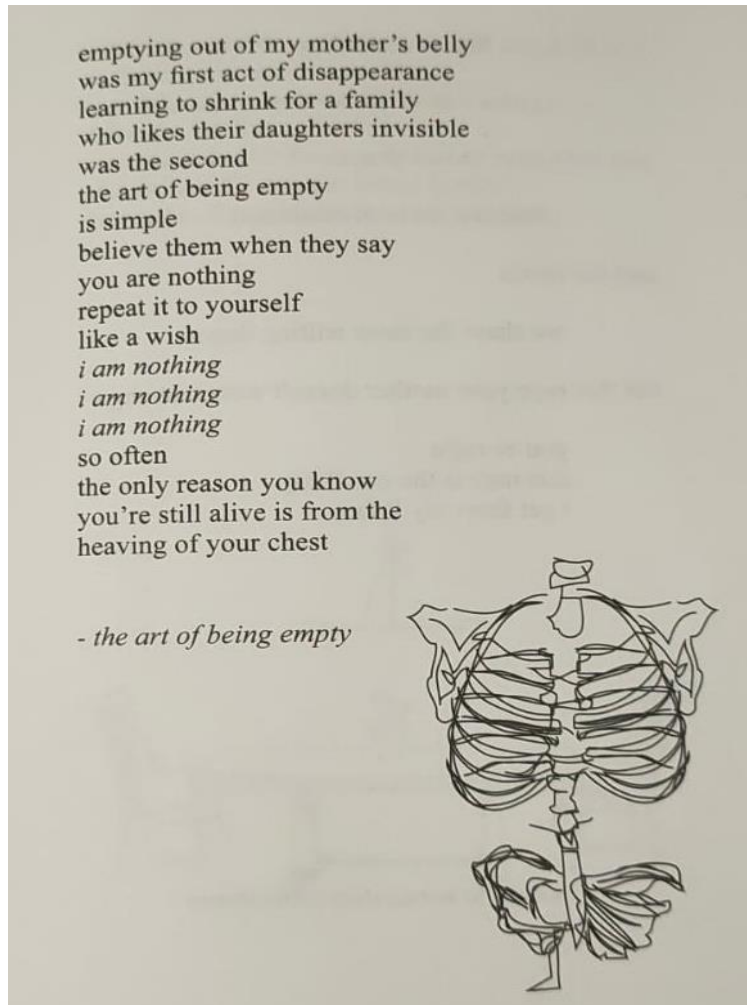 emptying out of my mother's belly
was my first act of disappearance
learning to shrink for a family
who likes their daughters invisible
was the second
the art of being empty
is simple
believe them when they say
you are nothing
repeat it to yourself
like a wish
i am nothing
i am nothing
i am nothing
so often
the only reason you know
you're still alive is from the
heaving of your chest
- the art of being empty